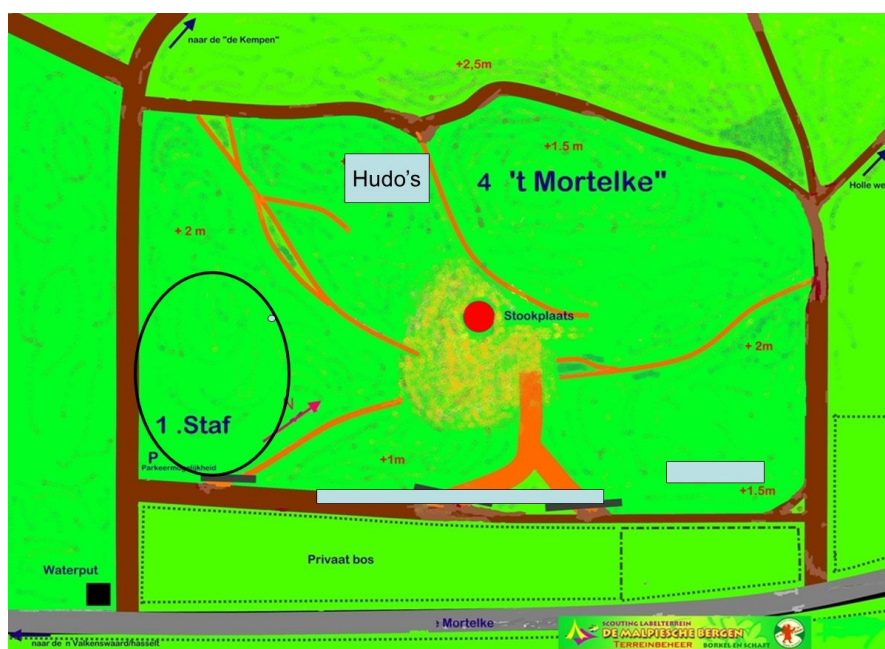 naar de "de Kempen"
+2,5m
+1.5 m
Hudo's
4 't Mortelke"
Holle we
+ 2 m
Stookplaats
+ 2m
N
1 .Staf
P
Parkeermogelijkheid
+1m
+1.5m
Privaat bos
Waterput
Mortelke
SCOUTING LABELTERREIN
DE MALPIESCHE BERGEN
TERREINBEHEER BORKEL EN SCHAFT
naar de n Valkenswaard/hasselt